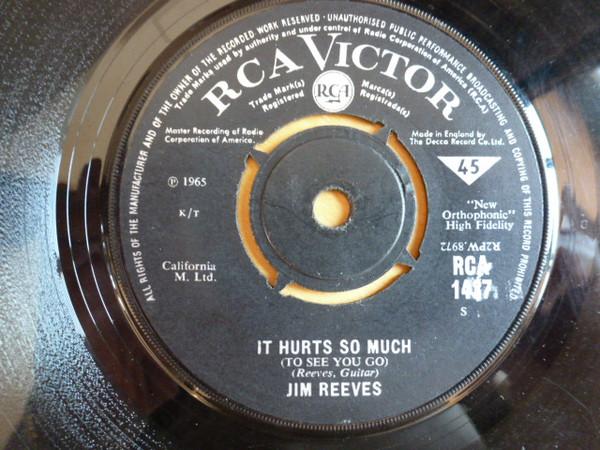 ALL RIGHTS OF THE MANUFACTURER AND OF THE OWNER OF THE RECORDED WORK RESERVED · UNAUTHORISED PUBLIC PERFORMANCE BROADCASTING AND COPYING OF THIS RECORD PROHIBITED
Trade Marks used by authority and under control of Radio Corporation of America (R.C.A)
RCA VICTOR
Trade Mark(s)
Registered
RCA
Marca(s)
Registrada(s)
Master Recording of Radio
Corporation of America.
Made in England by
The Decca Record Co. Ltd.
45
℗ 1965
K/T
"New
Orthophonic"
High Fidelity
R2PW.8972
RCA
California
M. Ltd.
S
IT HURTS SO MUCH
(TO SEE YOU GO)
(Reeves, Guitar)
JIM REEVES